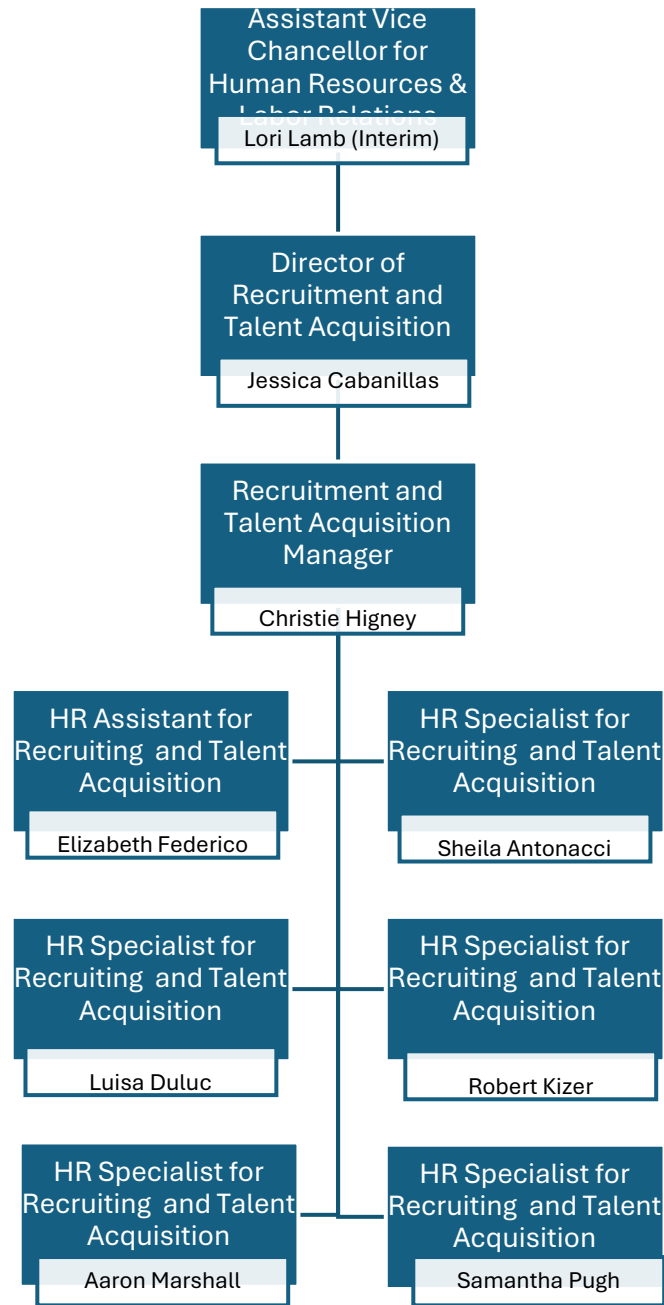 Assistant Vice
Chancellor for
Human Resources &
Labor Relations
Lori Lamb (Interim)
Director of
Recruitment and
Talent Acquisition
Jessica Cabanillas
Recruitment and
Talent Acquisition
Manager
Christie Higney
HR Assistant for
Recruiting and Talent
Acquisition
Elizabeth Federico
HR Specialist for
Recruiting and Talent
Acquisition
Sheila Antonacci
HR Specialist for
Recruiting and Talent
Acquisition
Luisa Duluc
HR Specialist for
Recruiting and Talent
Acquisition
Robert Kizer
HR Specialist for
Recruiting and Talent
Acquisition
Aaron Marshall
HR Specialist for
Recruiting and Talent
Acquisition
Samantha Pugh